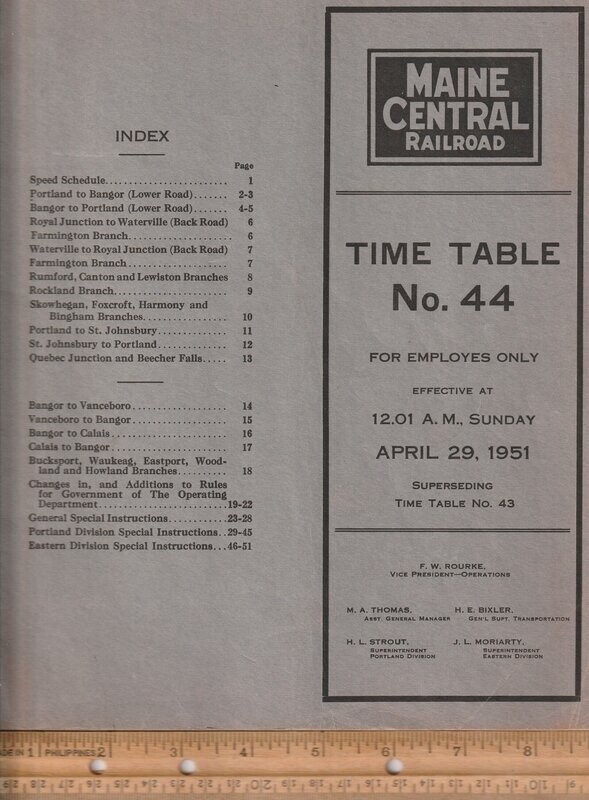 INDEX
Page
Speed Schedule........................ 1
Portland to Bangor (Lower Road)....... 2-3
Bangor to Portland (Lower Road)....... 4-5
Royal Junction to Waterville (Back Road) 6
Farmington Branch.................... 6
Waterville to Royal Junction (Back Road) 7
Farmington Branch.................... 7
Rumford, Canton and Lewiston Branches 8
Rockland Branch...................... 9
Skowhegan, Foxcroft, Harmony and
Bingham Branches................. 10
Portland to St. Johnsbury.............. 11
St. Johnsbury to Portland.............. 12
Quebec Junction and Beecher Falls..... 13
Bangor to Vanceboro................... 14
Vanceboro to Bangor................... 15
Bangor to Calais....................... 16
Calais to Bangor....................... 17
Bucksport, Waukeag, Eastport, Wood-
land and Howland Branches......... 18
Changes in, and Additions to Rules
for Government of The Operating
Department.....................19-22
General Special Instructions............23-28
Portland Division Special Instructions..29-45
Eastern Division Special Instructions...46-51
MAINE
CENTRAL
RAILROAD
TIME TABLE
No. 44
FOR EMPLOYES ONLY
EFFECTIVE AT
12.01 A. M., SUNDAY
APRIL 29, 1951
SUPERSEDING
TIME TABLE NO. 43
F. W. ROURKE,
VICE PRESIDENT—OPERATIONS
M. A. THOMAS,
ASST. GENERAL MANAGER
H. E. BIXLER,
GEN'L SUPT. TRANSPORTATION
H. L. STROUT,
SUPERINTENDENT
PORTLAND DIVISION
J. L. MORIARTY,
SUPERINTENDENT
EASTERN DIVISION
IN PHILIPPINES 2 3 4 5 6 7 8